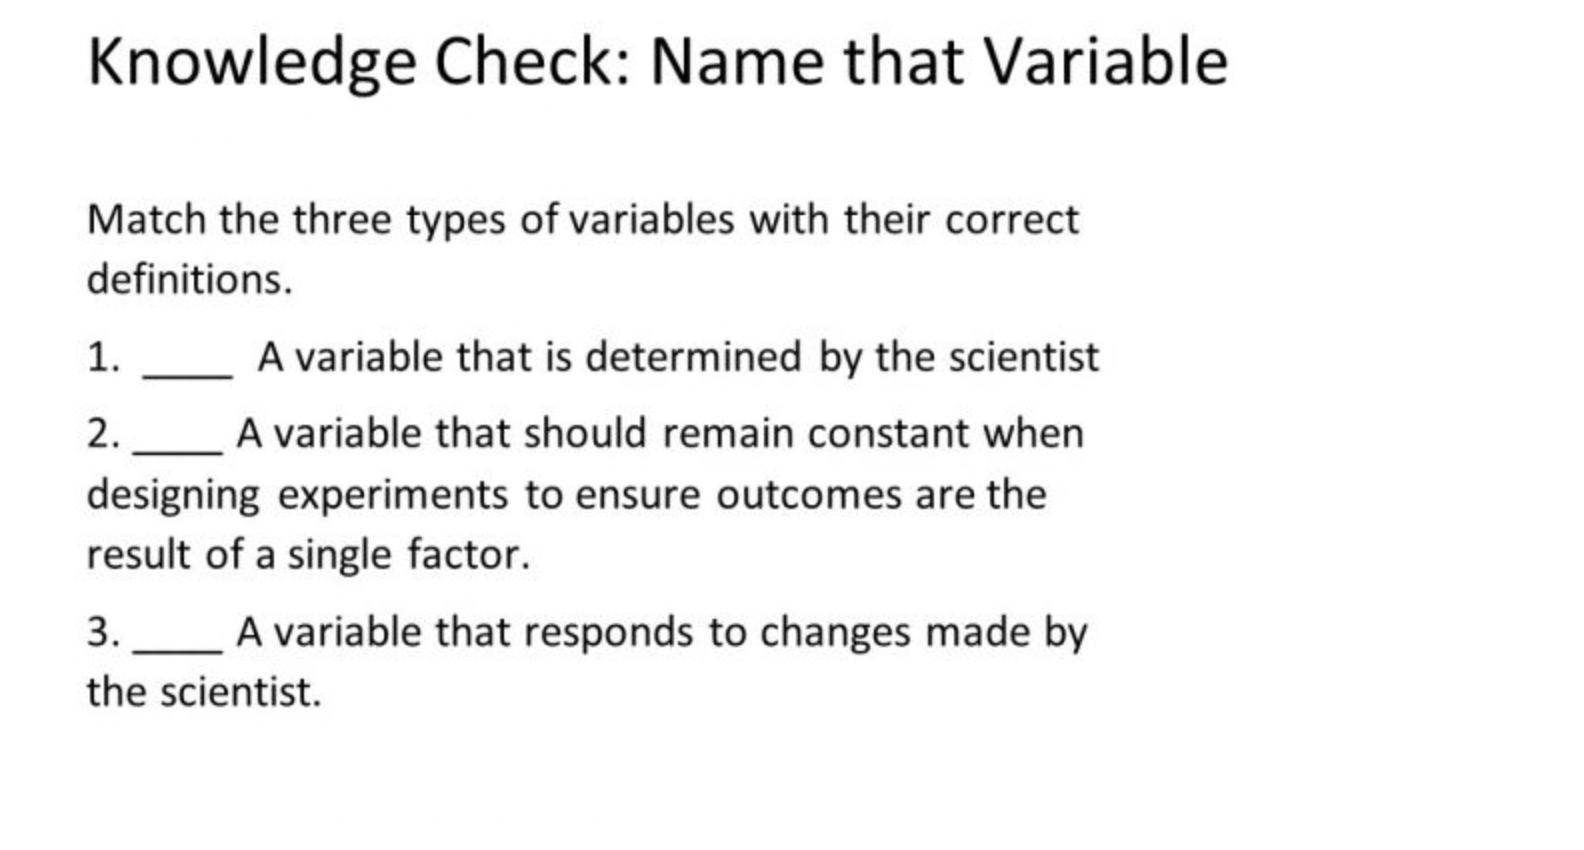 Knowledge Check: Name that Variable
Match the three types of variables with their correct
definitions.
1. ____ A variable that is determined by the scientist
2. ____ A variable that should remain constant when
designing experiments to ensure outcomes are the
result of a single factor.
3. ____ A variable that responds to changes made by
the scientist.